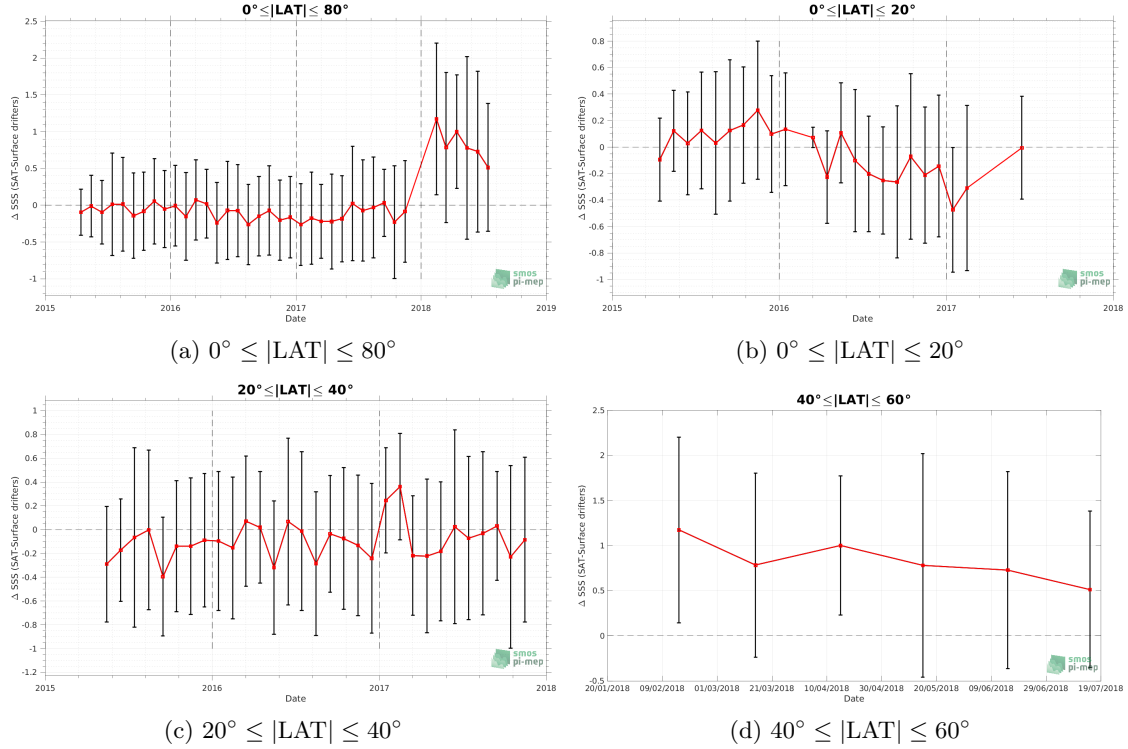 0°≤|LAT|≤ 80°
Δ SSS (SAT-Surface drifters)
2.5
2
1.5
1
0.5
0
-0.5
-1
2015
2016
2017
2018
2019
Date
smos
pi-mep
(a) 0° ≤ |LAT| ≤ 80°
0°≤|LAT|≤ 20°
Δ SSS (SAT-Surface drifters)
0.8
0.6
0.4
0.2
0
-0.2
-0.4
-0.6
-0.8
-1
2015
2016
2017
2018
Date
smos
pi-mep
(b) 0° ≤ |LAT| ≤ 20°
20°≤|LAT|≤ 40°
Δ SSS (SAT-Surface drifters)
1
0.8
0.6
0.4
0.2
0
-0.2
-0.4
-0.6
-0.8
-1
-1.2
2015
2016
2017
2018
Date
smos
pi-mep
(c) 20° ≤ |LAT| ≤ 40°
40°≤|LAT|≤ 60°
Δ SSS (SAT-Surface drifters)
2.5
2
1.5
1
0.5
0
-0.5
20/01/2018
09/02/2018
01/03/2018
21/03/2018
10/04/2018
30/04/2018
20/05/2018
09/06/2018
29/06/2018
19/07/2018
Date
smos
pi-mep
(d) 40° ≤ |LAT| ≤ 60°